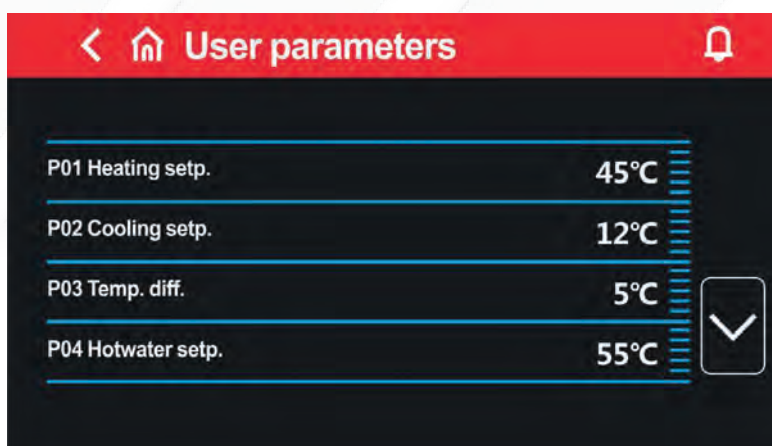 User parameters
P01 Heating setp. 45℃
P02 Cooling setp. 12℃
P03 Temp. diff. 5℃
P04 Hotwater setp. 55℃